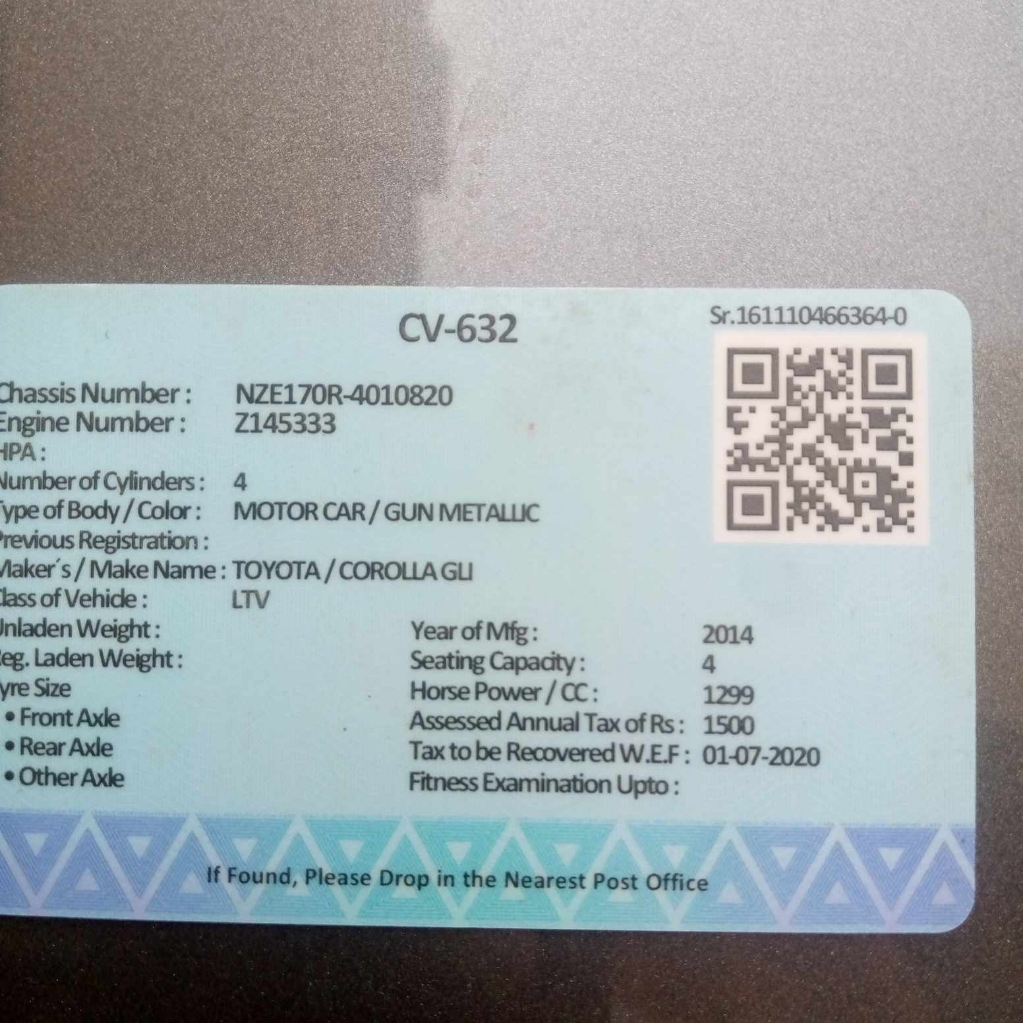 CV-632
Sr.161110466364-0
Chassis Number : NZE170R-4010820
Engine Number : Z145333
HPA :
Number of Cylinders : 4
Type of Body / Color : MOTOR CAR / GUN METALLIC
Previous Registration :
Maker´s / Make Name : TOYOTA / COROLLA GLI
Class of Vehicle : LTV
Unladen Weight :
Reg. Laden Weight :
Tyre Size
• Front Axle
• Rear Axle
• Other Axle
Year of Mfg : 2014
Seating Capacity : 4
Horse Power / CC : 1299
Assessed Annual Tax of Rs : 1500
Tax to be Recovered W.E.F : 01-07-2020
Fitness Examination Upto :
If Found, Please Drop in the Nearest Post Office